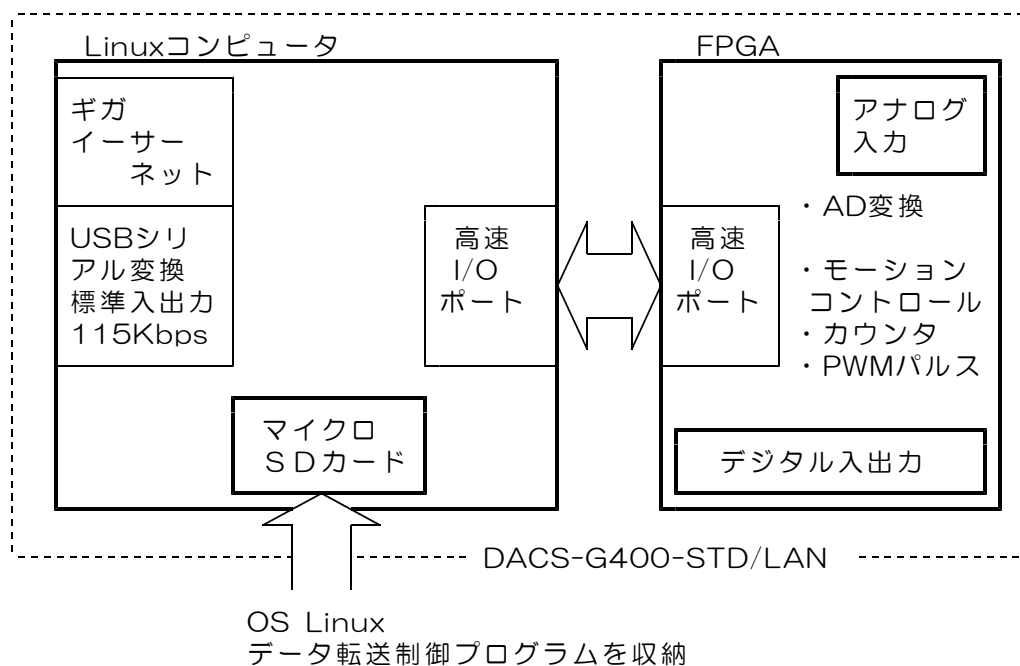 Linuxコンピュータ
ギガ
イーサー
ネット
USBシリ
アル変換
標準入出力
115Kbps
高速
I/O
ポート
マイクロ
SDカード
FPGA
アナログ
入力
高速
I/O
ポート
・AD変換
・モーション
コントロール
・カウンタ
・PWMパルス
デジタル入出力
DACS-G400-STD/LAN
OS Linux
データ転送制御プログラムを収納